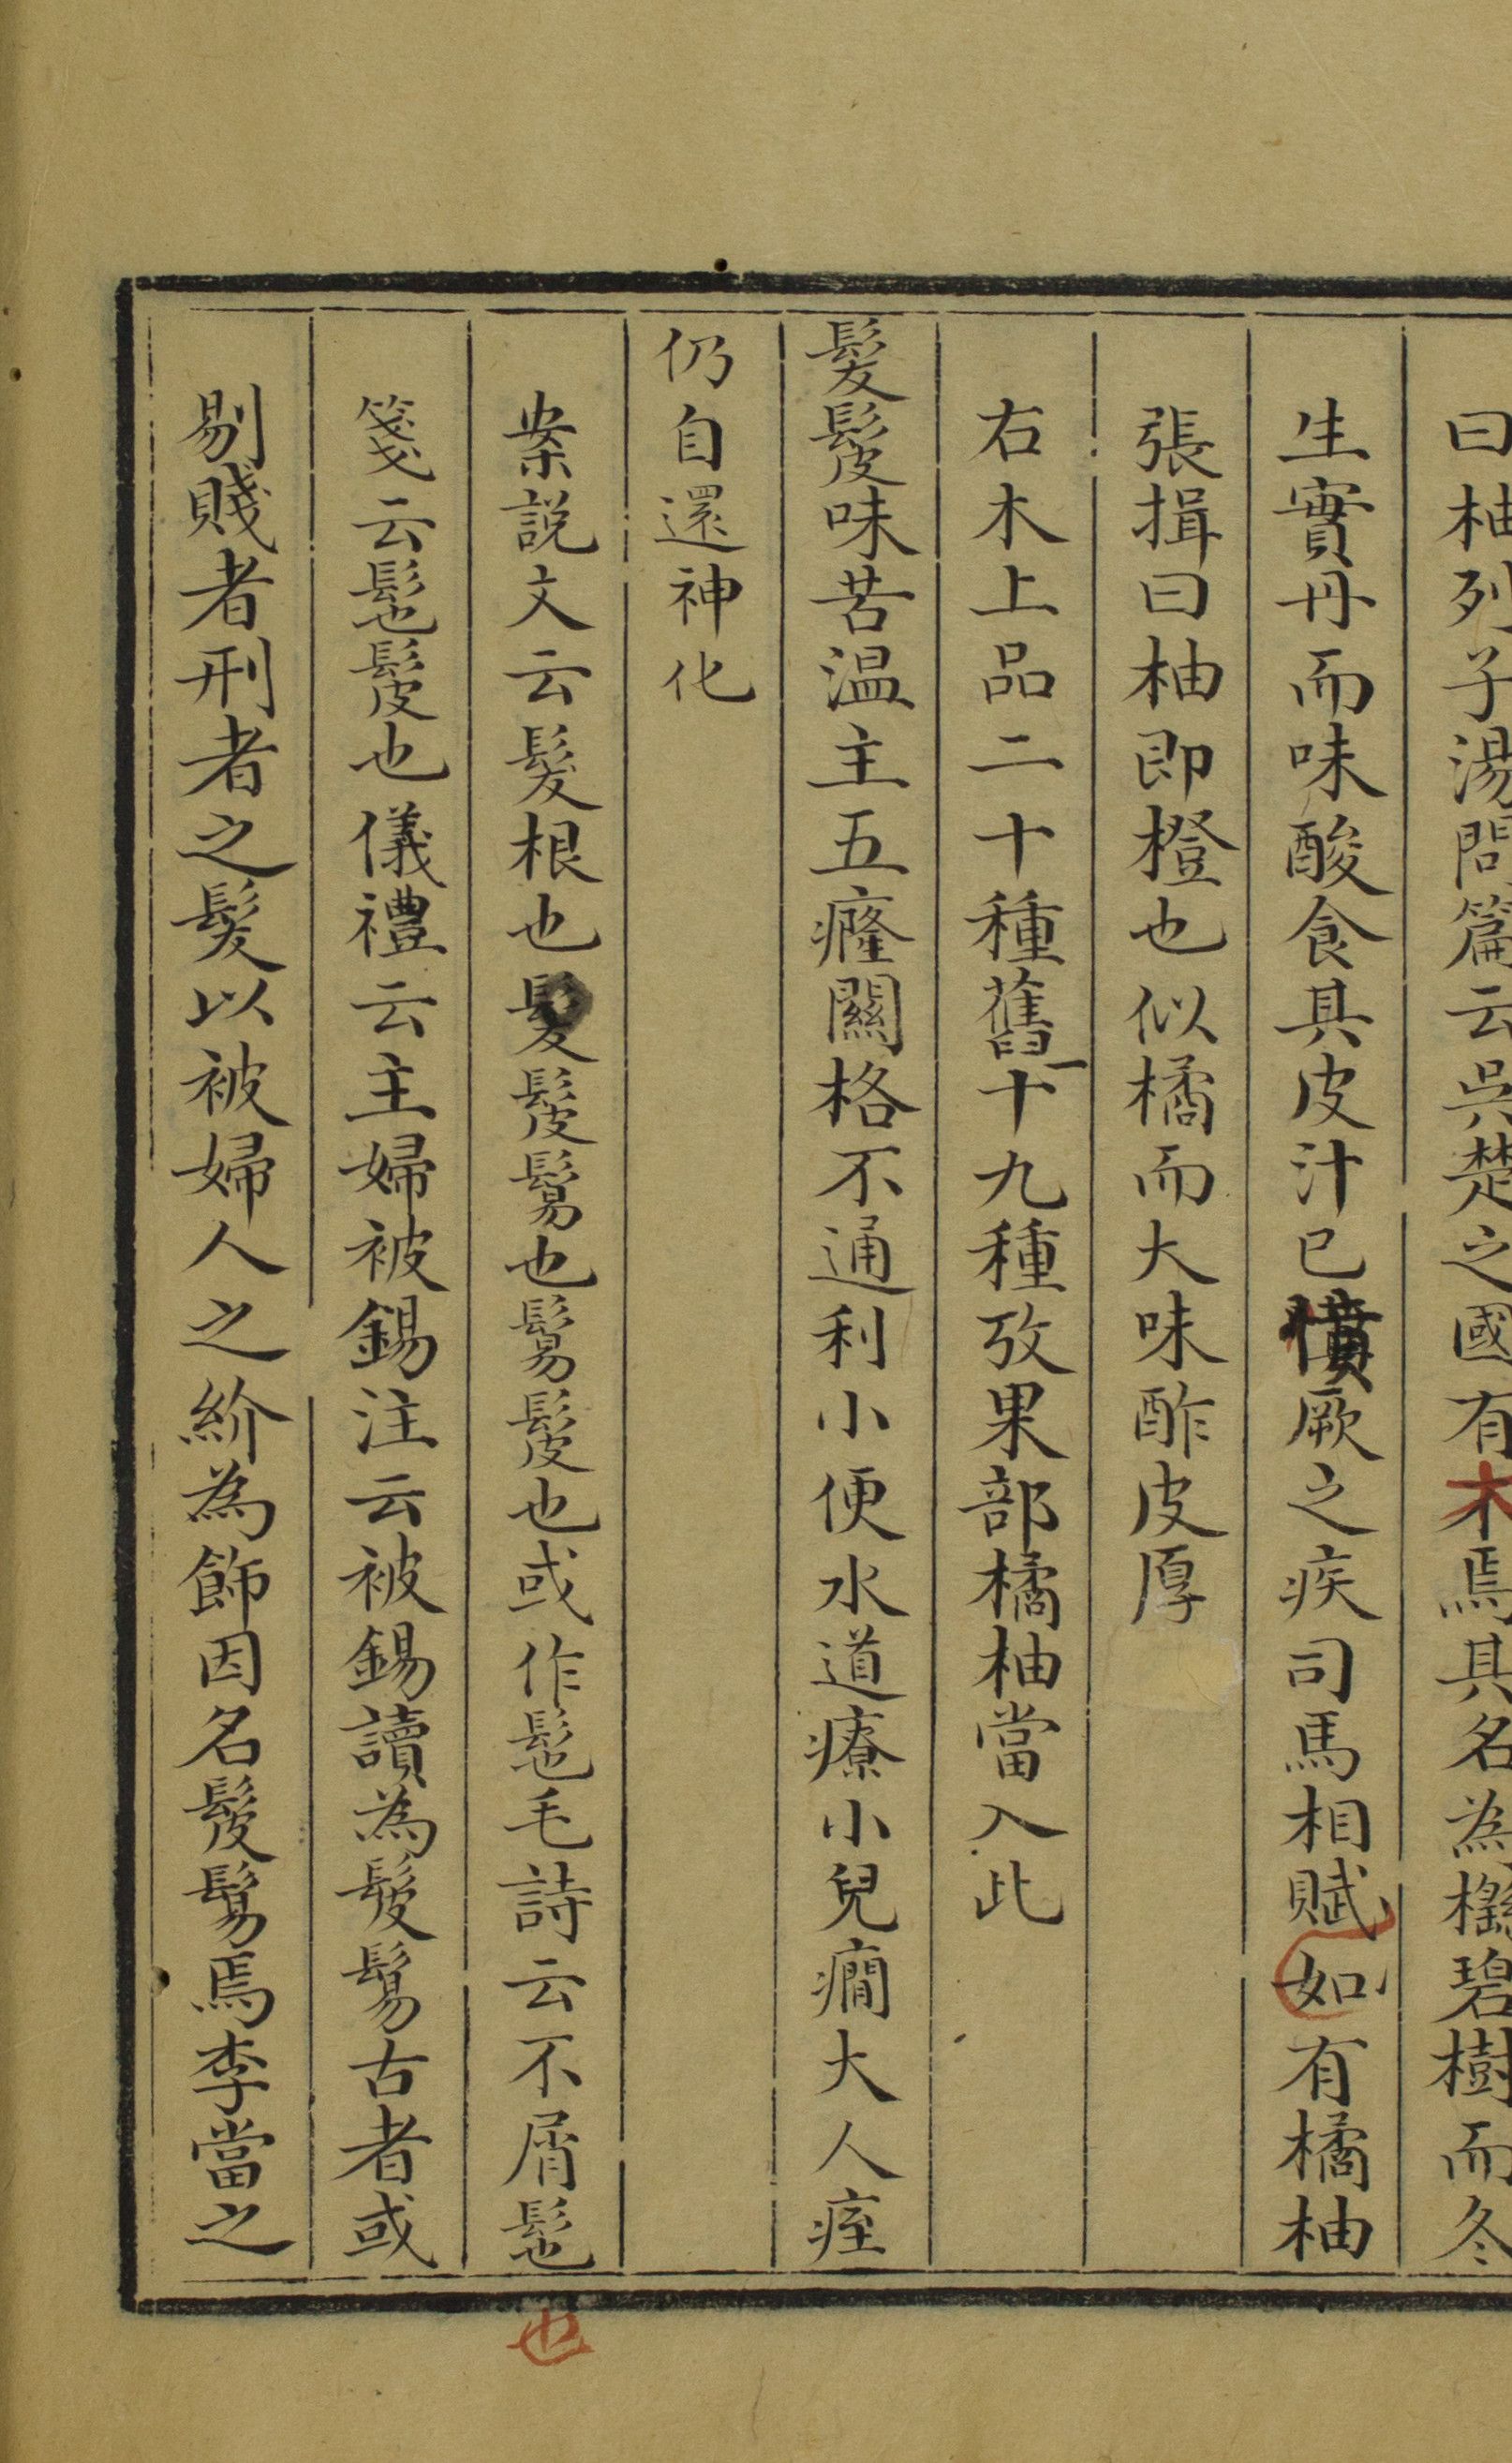 曰柚列子湯問篇云吳楚之國有木焉其名為櫾碧樹而冬
生實丹而味酸食其皮汁已憤厥之疾司馬相賦如有橘柚
張揖曰柚即橙也似橘而大味酢皮厚
右木上品二十種舊一十九種攷果部橘柚當入此
髮髲味苦温主五癃關格不通利小便水道療小兒癇大人痓
仍自還神化
案説文云髮根也髮髲鬄也鬄髲也或作髢毛詩云不屑髢也
箋云髢髲也儀禮云主婦被錫注云被錫讀為髲鬄古者或
剔賤者刑者之髮以被婦人之紒為飾因名髲鬄焉李當之